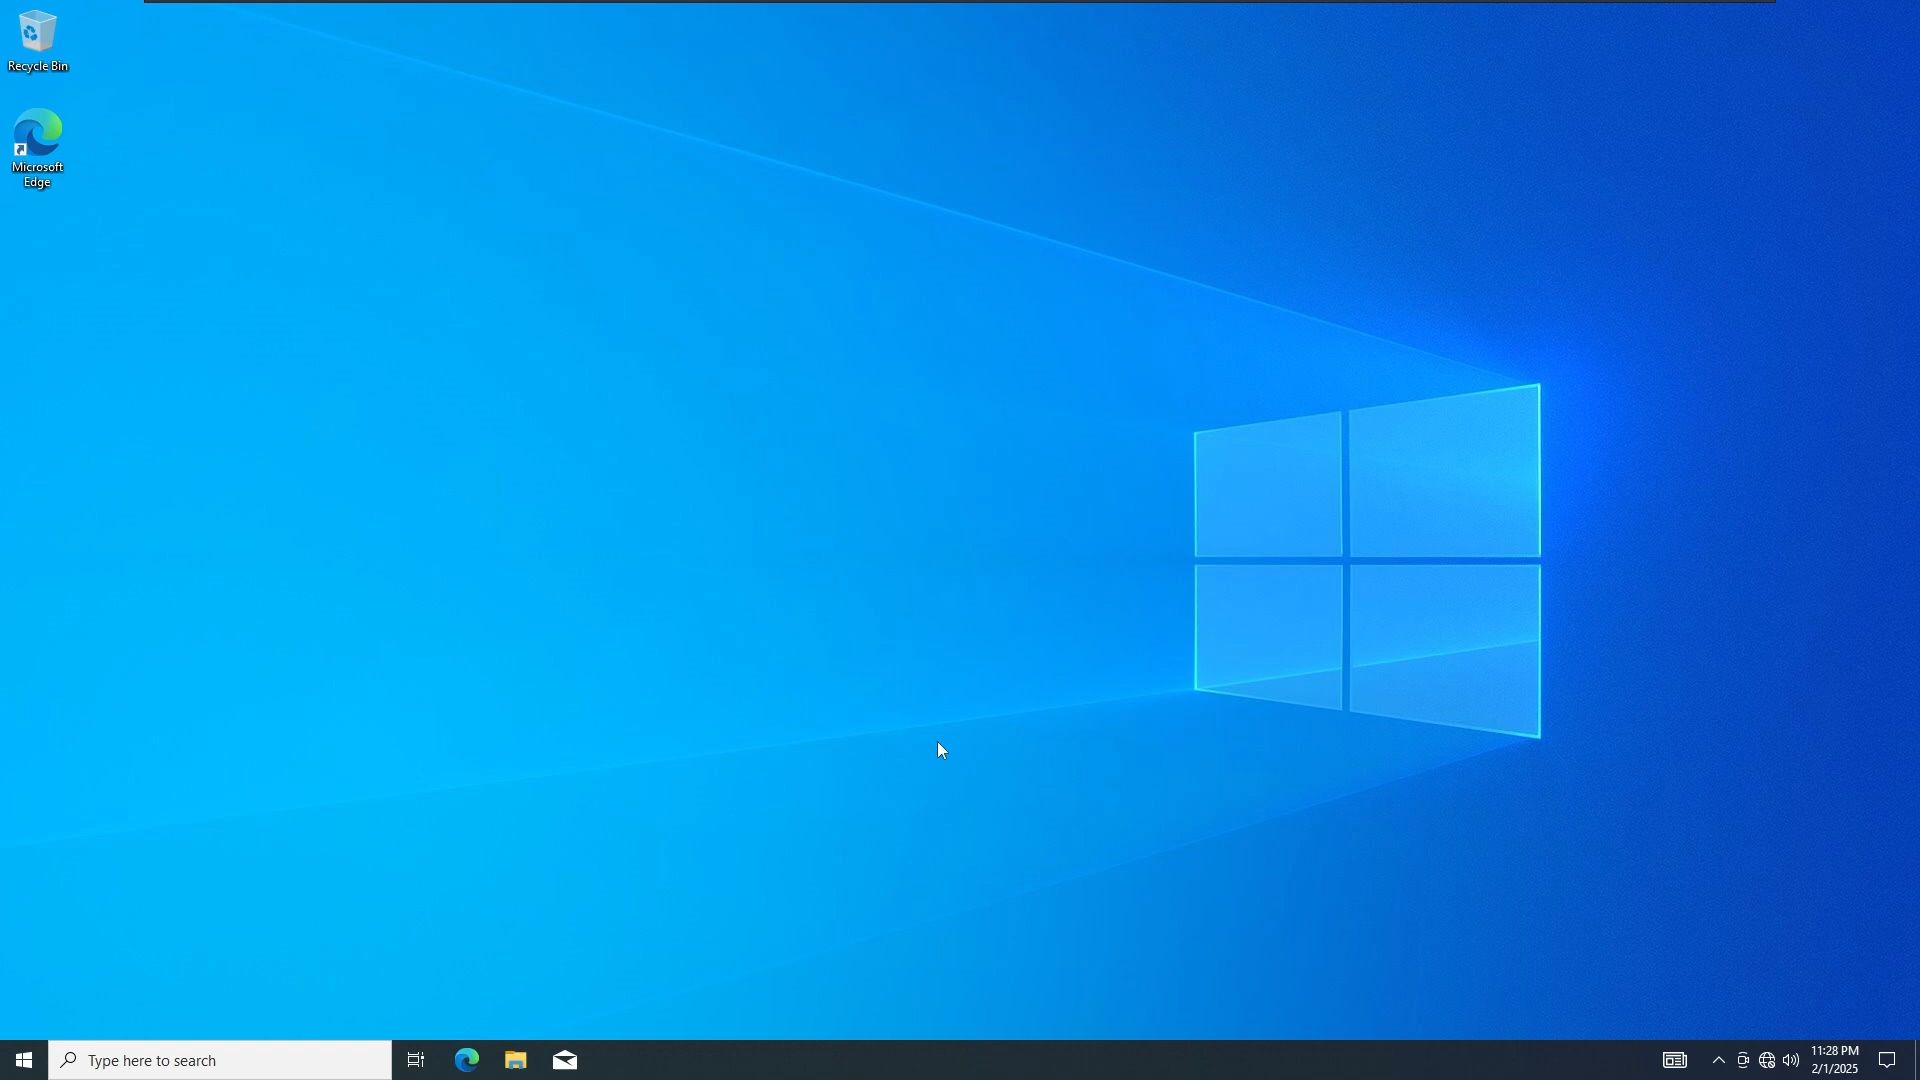 Recycle Bin
Microsoft
Edge
Type here to search
11:28 PM
2/1/2025